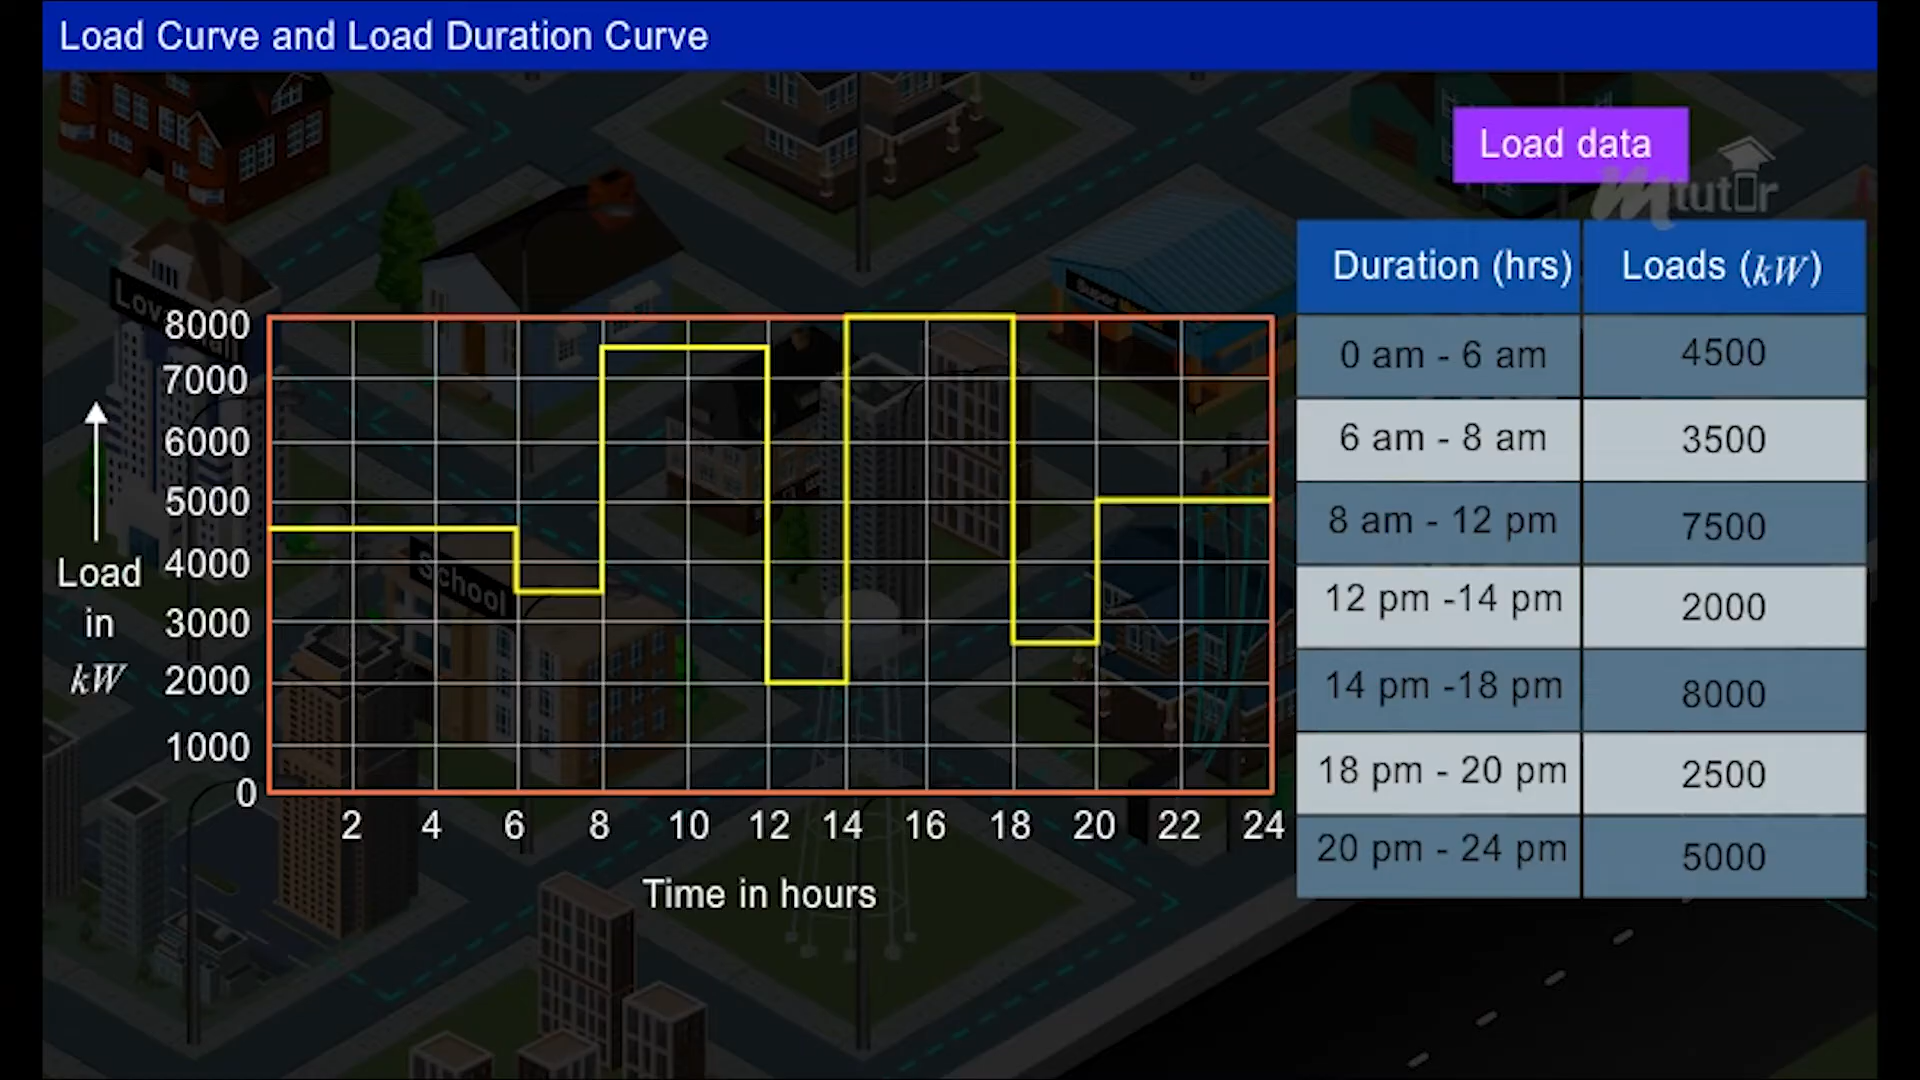 Load Curve and Load Duration Curve
Load data
Mtutor
Duration (hrs) Loads (kW)
0 am - 6 am 4500
6 am - 8 am 3500
8 am - 12 pm 7500
12 pm -14 pm 2000
14 pm -18 pm 8000
18 pm - 20 pm 2500
20 pm - 24 pm 5000
8000
7000
6000
5000
4000
3000
2000
1000
0
Load
in
kW
2 4 6 8 10 12 14 16 18 20 22 24
Time in hours
School